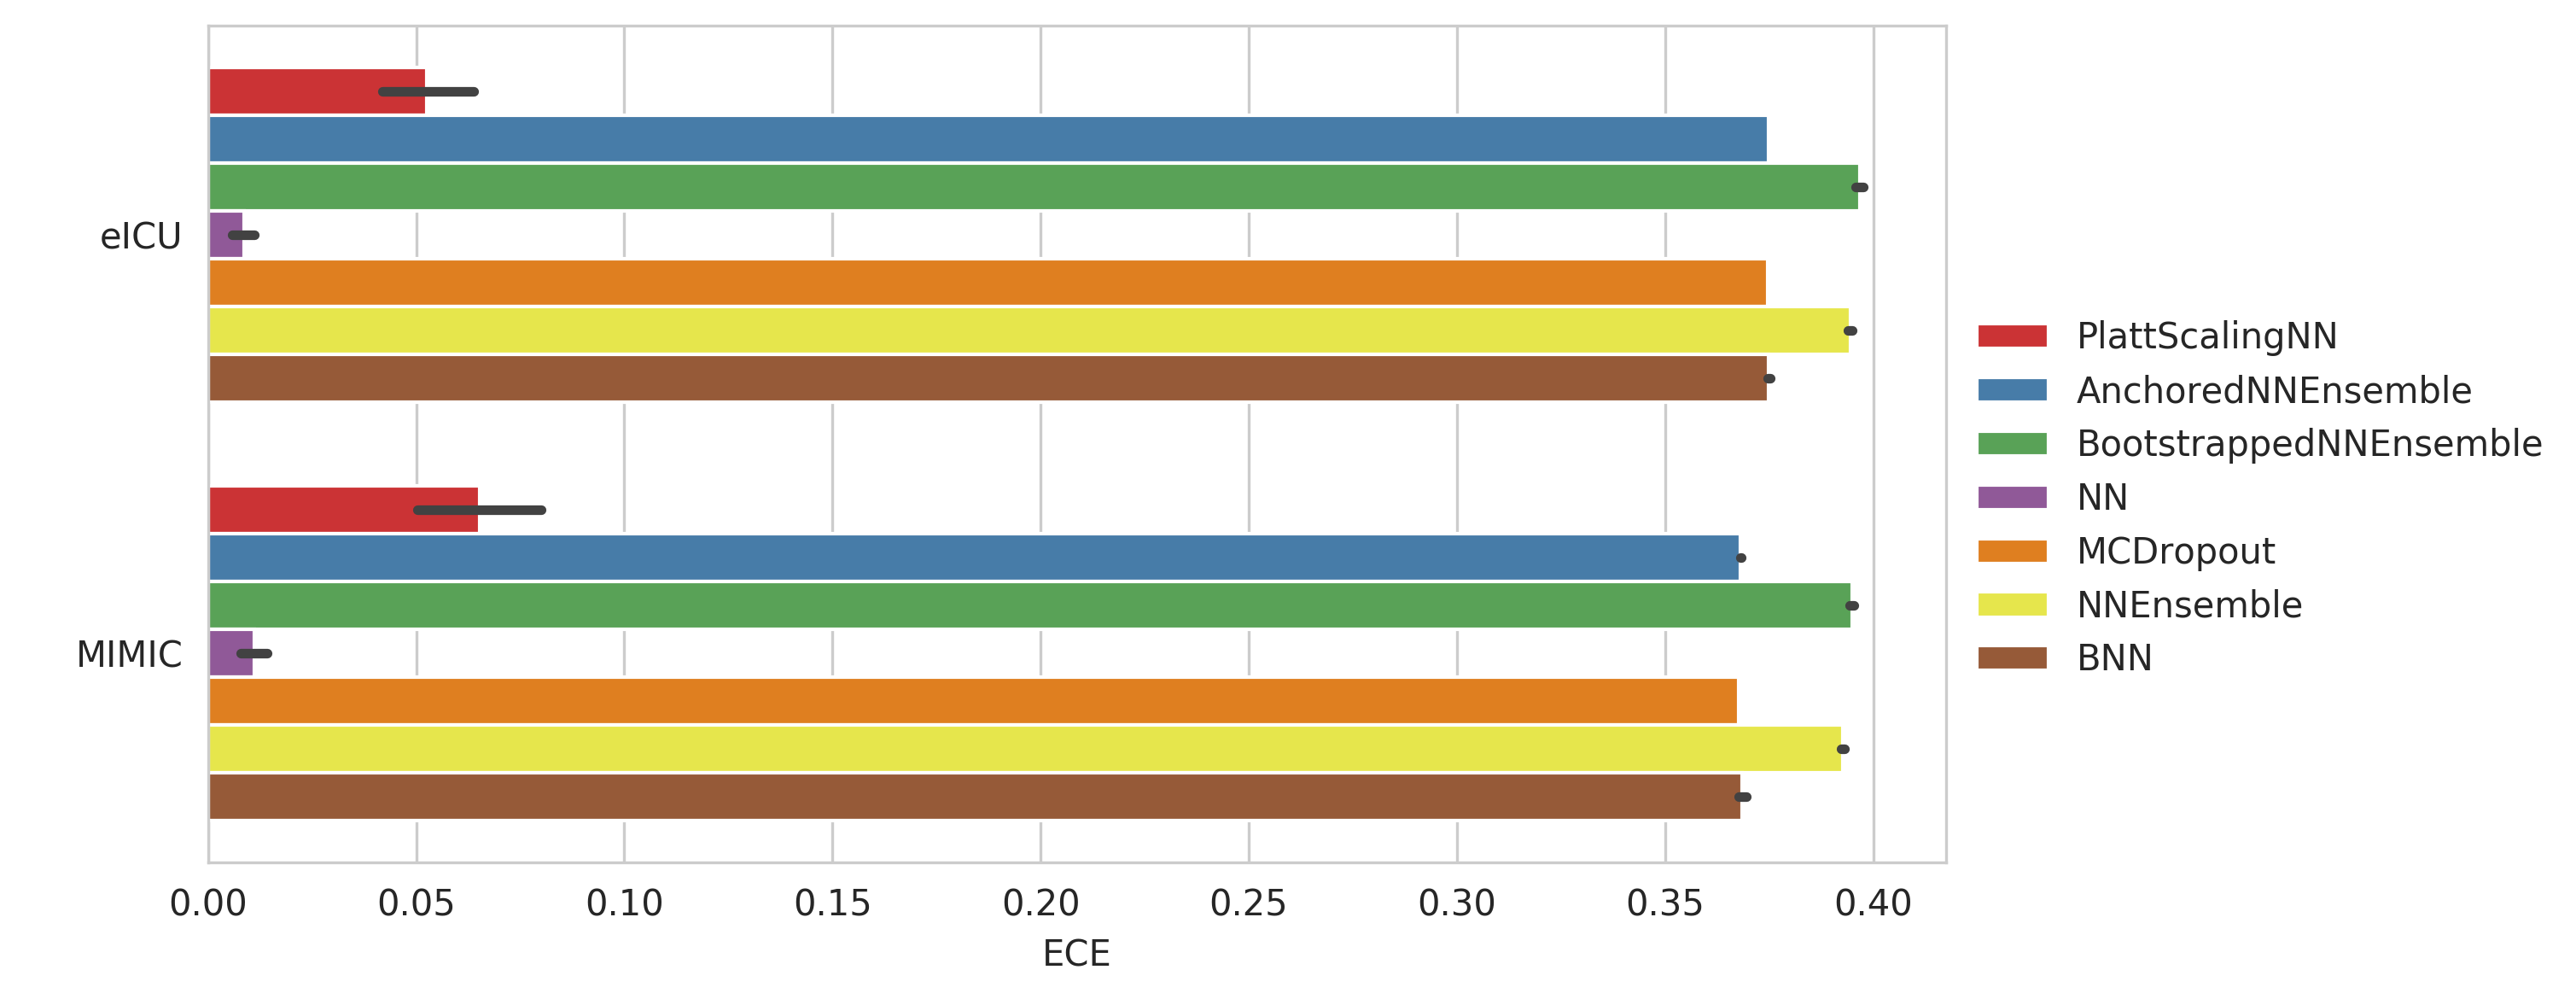 eICU
MIMIC
0.00 0.05 0.10 0.15 0.20 0.25 0.30 0.35 0.40
ECE
PlattScalingNN
AnchoredNNEnsemble
BootstrappedNNEnsemble
NN
MCDropout
NNEnsemble
BNN